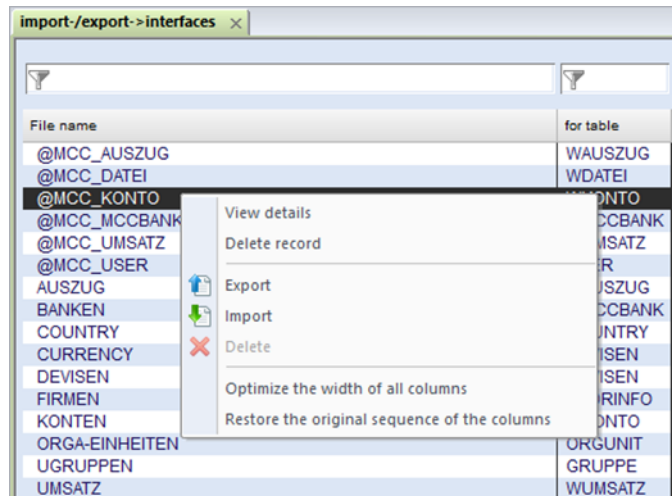 import-/export->interfaces
File name for table
@MCC_AUSZUG WAUSZUG
@MCC_DATEI WDATEI
@MCC_KONTO
@MCC_MCCBANK CCBANK
@MCC_UMSATZ
@MCC_USER
AUSZUG
BANKEN CCBANK
COUNTRY
CURRENCY
DEVISEN
FIRMEN
KONTEN
ORGA-EINHEITEN ORGUNIT
UGRUPPEN GRUPPE
UMSATZ WUMSATZ
View details
Delete record
Export
Import
Delete
Optimize the width of all columns
Restore the original sequence of the columns